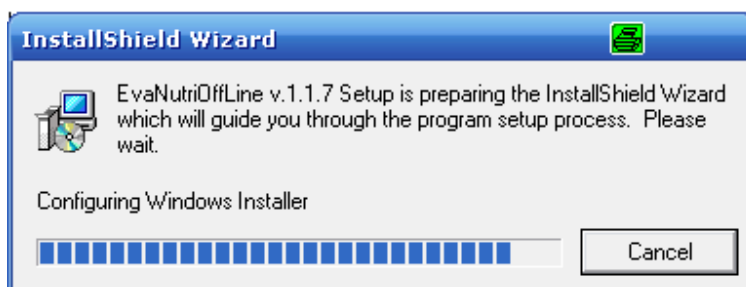 InstallShield Wizard
EvaNutriOffLine v.1.1.7 Setup is preparing the InstallShield Wizard
which will guide you through the program setup process.  Please
wait.
Configuring Windows Installer
Cancel